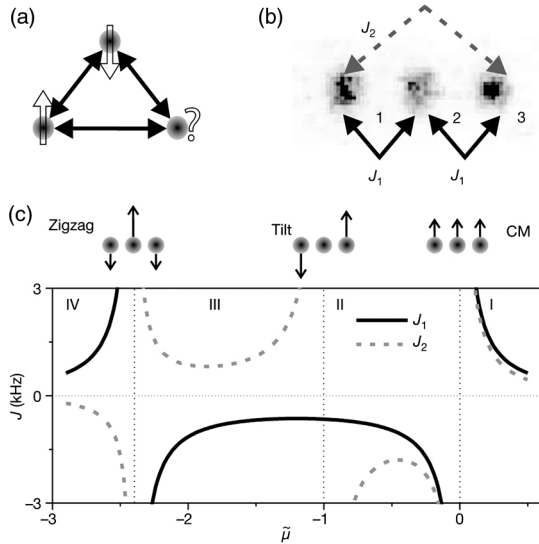 (a)
?
(b)
J₂
1 2 3
J₁ J₁
(c)
Zigzag Tilt CM
IV III II I
J₁
J₂
3
0
−3
J (kHz)
−3 −2 −1 0
μ̃